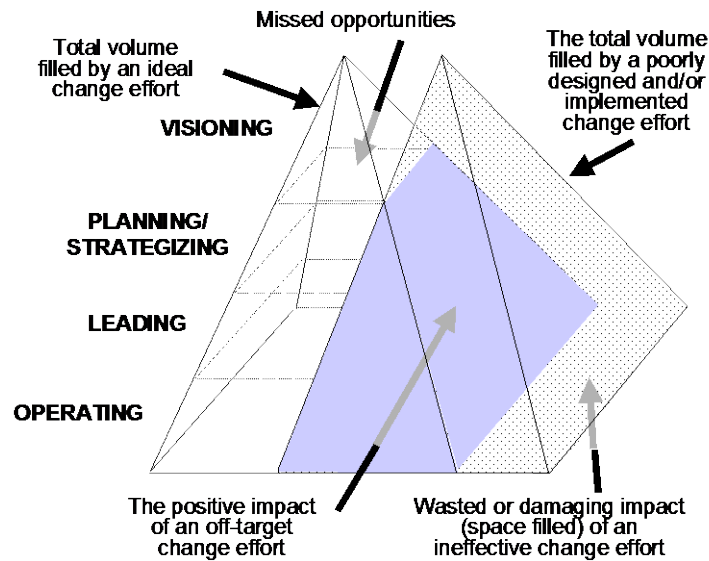 Missed opportunities
Total volume
filled by an ideal
change effort
The total volume
filled by a poorly
designed and/or
implemented
change effort
VISIONING
PLANNING/
STRATEGIZING
LEADING
OPERATING
The positive impact
of an off-target
change effort
Wasted or damaging impact
(space filled) of an
ineffective change effort